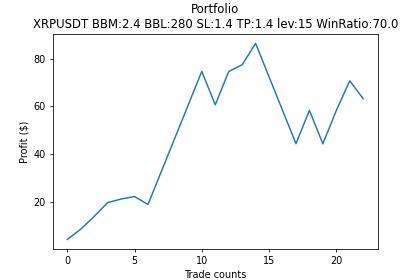 Portfolio
XRPUSDT BBM:2.4 BBL:280 SL:1.4 TP:1.4 lev:15 WinRatio:70.0
80
60
40
20
Profit ($)
0 5 10 15 20
Trade counts